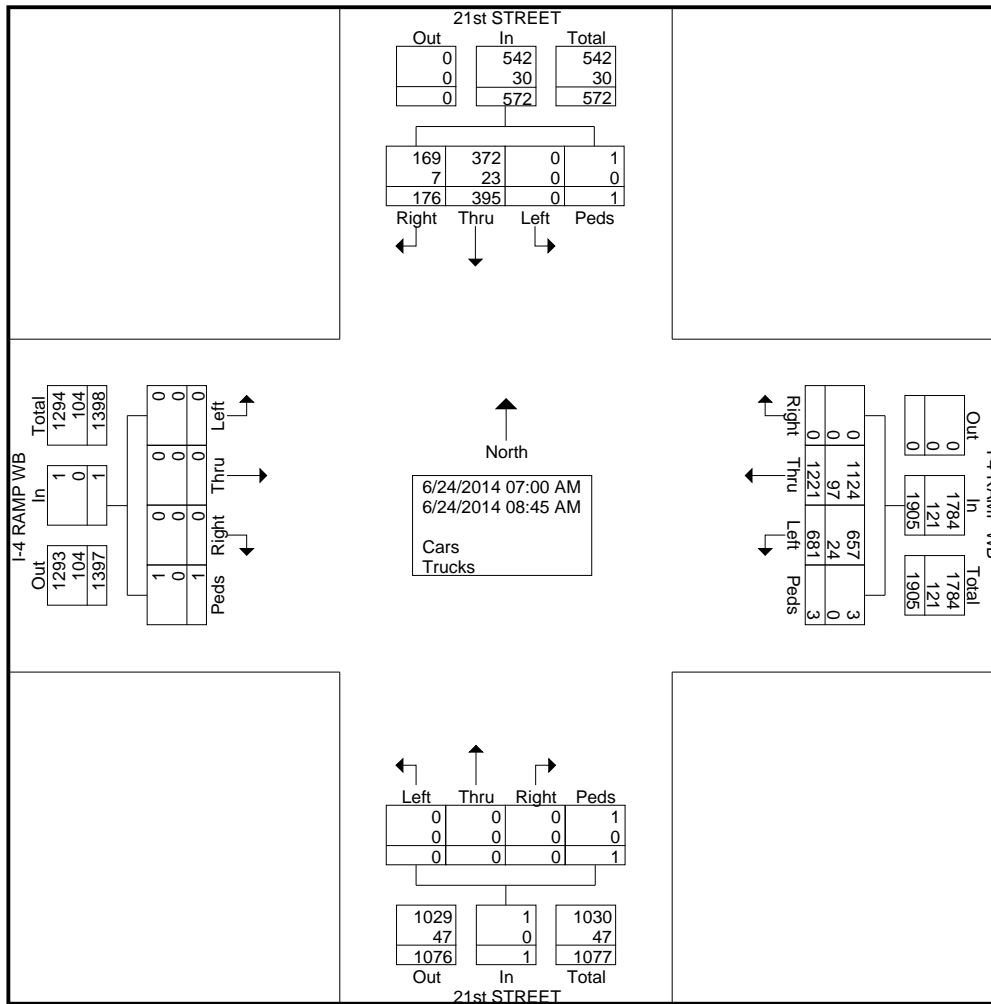 21st STREET
Out In Total
0 542 542
0 30 30
0 572 572
169 372 0 1
7 23 0 0
176 395 0 1
Right Thru Left Peds
I-4 RAMP WB
Total In Out
1294 1 1293
104 0 104
1398 1 1397
Left Thru Right Peds
0 0 0 1
0 0 0 0
0 0 0 1
North
6/24/2014 07:00 AM
6/24/2014 08:45 AM
Cars
Trucks
Right Thru Left Peds
0 1124 657 3
0 97 24 0
0 1221 681 3
Out In Total
0 1784 1784
0 121 121
0 1905 1905
RAMP WB
Left Thru Right Peds
0 0 0 1
0 0 0 0
0 0 0 1
1029 1 1030
47 0 47
1076 1 1077
Out In Total
21st STREET